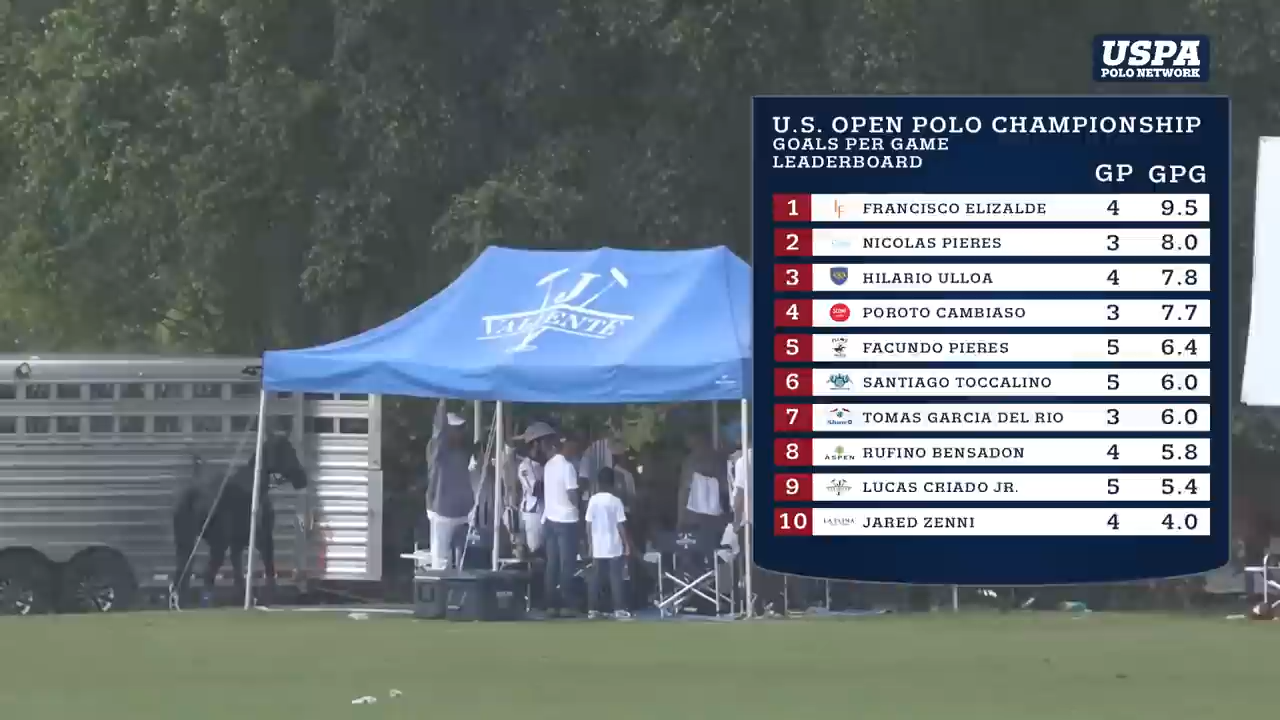 USPA
POLO NETWORK
U.S. OPEN POLO CHAMPIONSHIP
GOALS PER GAME
LEADERBOARD
GP GPG
1 LF FRANCISCO ELIZALDE 4 9.5
2 NICOLAS PIERES 3 8.0
3 HILARIO ULLOA 4 7.8
4 POROTO CAMBIASO 3 7.7
5 FACUNDO PIERES 5 6.4
6 SANTIAGO TOCCALINO 5 6.0
7 TOMAS GARCIA DEL RIO 3 6.0
8 ASPEN RUFINO BENSADON 4 5.8
9 LUCAS CRIADO JR. 5 5.4
10 JARED ZENNI 4 4.0
J
VALIENTE